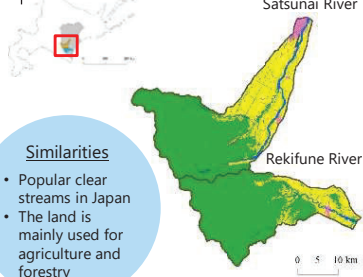 Satsunai River
Similarities
• Popular clear
streams in Japan
• The land is
mainly used for
agriculture and
forestry
Rekifune River
0 5 10 km